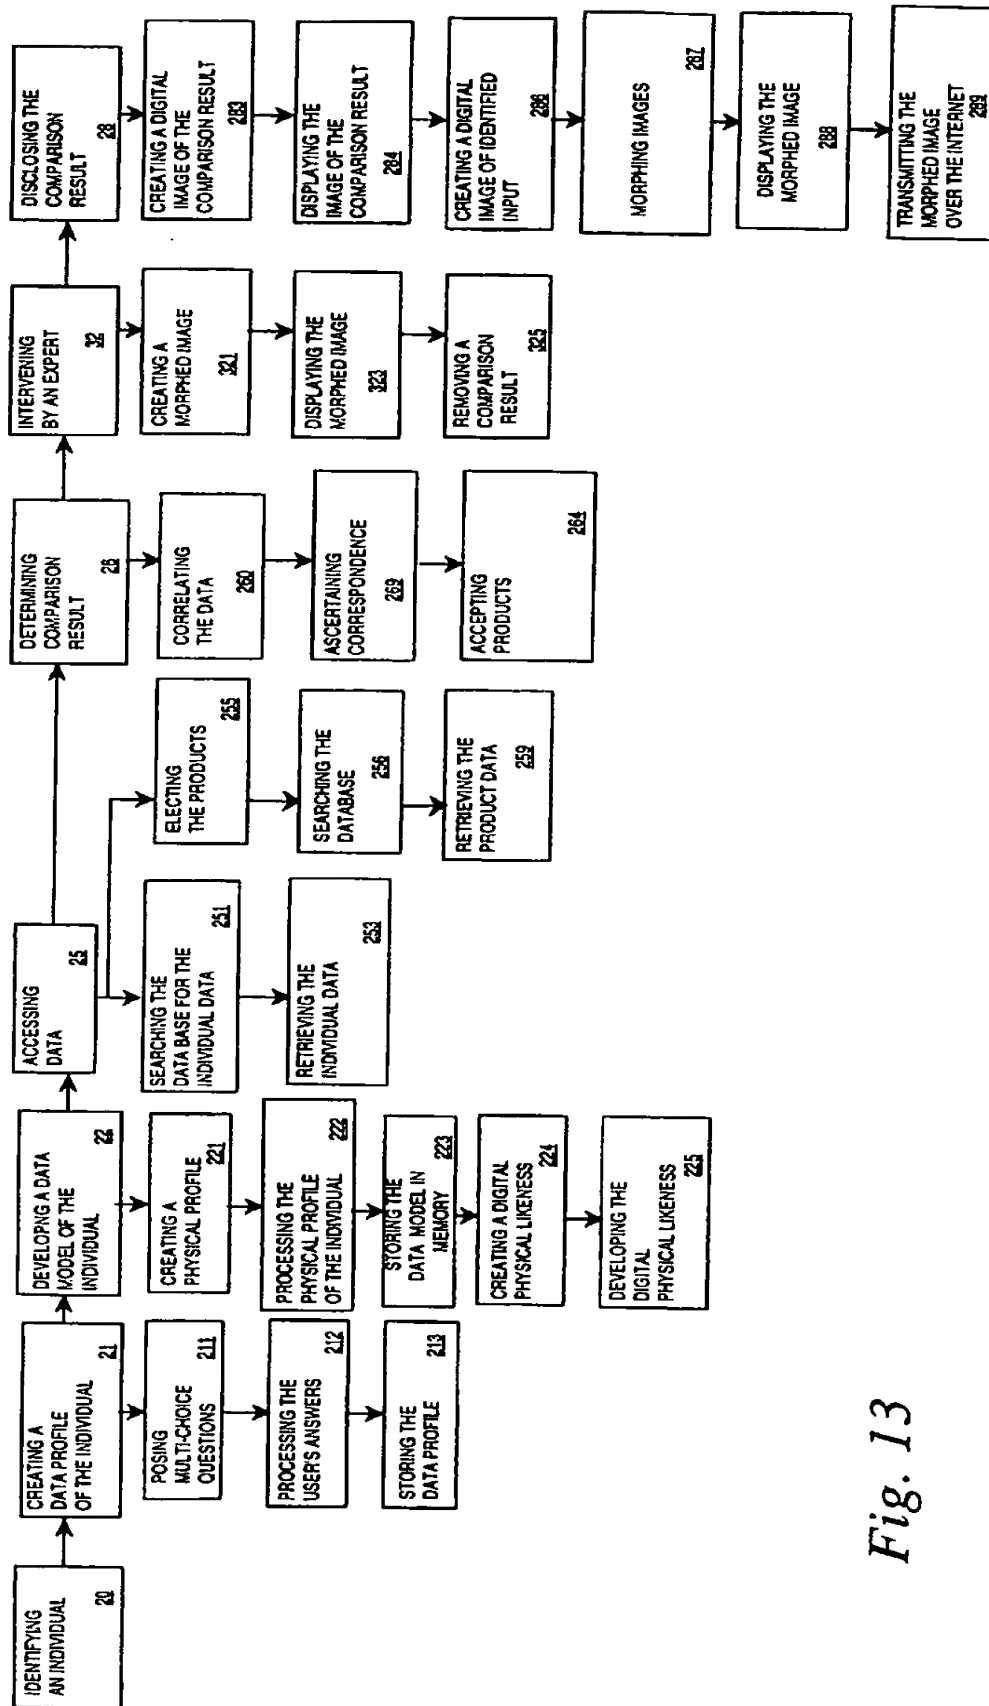 IDENTIFYING
AN INDIVIDUAL
20
CREATING A
DATA PROFILE
OF THE INDIVIDUAL
21
POSING
MULTI-CHOICE
QUESTIONS
211
PROCESSING THE
USER'S ANSWERS
212
STORING THE
DATA PROFILE
213
DEVELOPNG A DATA
MODEL OF THE
INDIVIDUAL
22
CREATING A
PHYSICAL PROFILE
221
PROCESSING THE
PHYSICAL PROFILE
OF THE INDIVIDUAL
222
STORING THE
DATA MODEL IN
MEMORY
223
CREATING A DIGITAL
PHYSICAL LIKENESS
224
DEVELOPING THE
DIGITAL
PHYSICAL LIKENESS
225
ACCESSING
DATA
25
SEARCHING THE
DATA BASE FOR THE
INDIVIDUAL DATA
251
RETRIEVING THE
INDIVIDUAL DATA
253
ELECTING
THE PRODUCTS
255
SEARCHING THE
DATABASE
256
RETRIEVING THE
PRODUCT DATA
259
DETERMINING
COMPARISON
RESULT
26
CORRELATING
THE DATA
260
ASCERTAINING
CORRESPONDENCE
269
ACCEPTING
PRODUCTS
264
INTERVENING
BY AN EXPERT
32
CREATING A
MORPHED IMAGE
321
DISPLAYING THE
MORPHED IMAGE
323
REMOVING A
COMPARISON
RESULT
325
DISCLOSING THE
COMPARISON
RESULT
28
CREATING A DIGITAL
IMAGE OF THE
COMPARISON RESULT
283
DISPLAYING THE
IMAGE OF THE
COMPARISON RESULT
284
CREATING A DIGITAL
IMAGE OF IDENTIFIED
INPUT
286
MORPHING IMAGES
287
DISPLAYING THE
MORPHED IMAGE
288
TRANSMITTING THE
MORPHED IMAGE
OVER THE INTERNET
289
Fig. 13